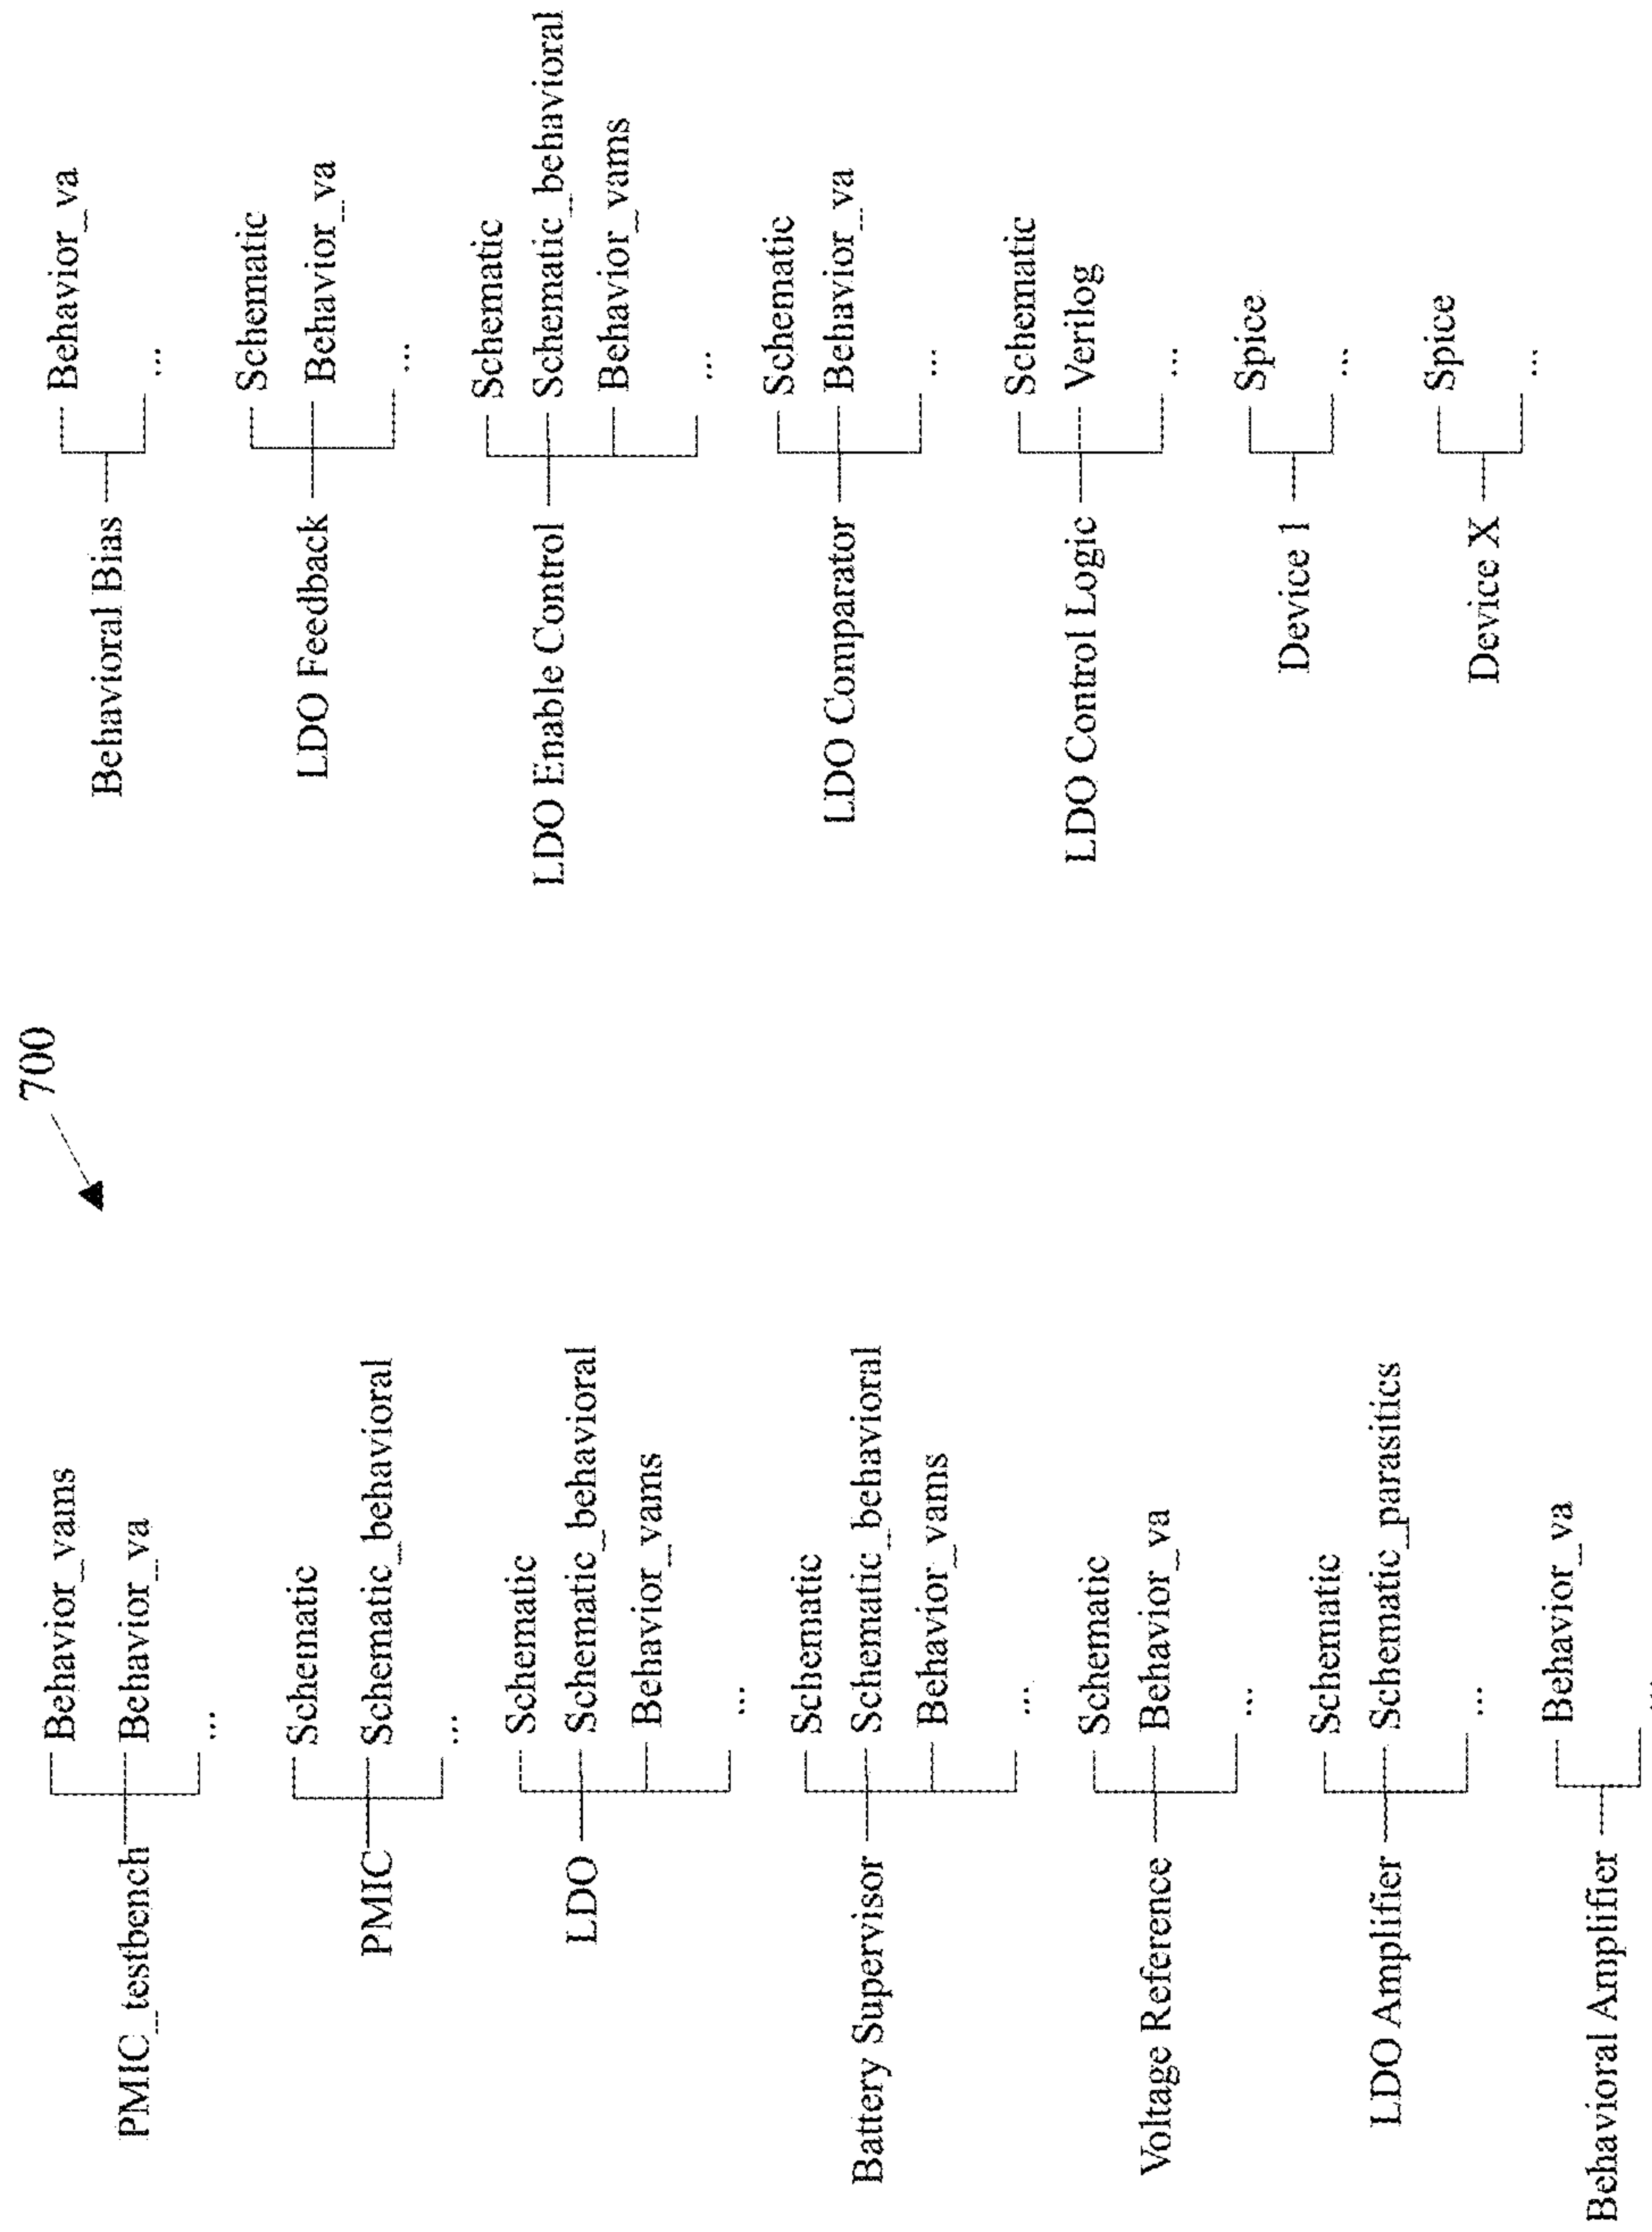 700
PMIC_testbench
Behavior_vams
Behavior_va
...
PMIC
Schematic
Schematic_behavioral
...
LDO
Schematic
Schematic_behavioral
Behavior_vams
...
Battery Supervisor
Schematic
Schematic_behavioral
Behavior_vams
...
Voltage Reference
Schematic
Behavior_va
...
LDO Amplifier
Schematic
Schematic_parasitics
...
Behavioral Amplifier
Behavior_va
...
Behavioral Bias
Behavior_va
...
LDO Feedback
Schematic
Behavior_va
...
LDO Enable Control
Schematic
Schematic_behavioral
Behavior_vams
...
LDO Comparator
Schematic
Behavior_va
...
LDO Control Logic
Schematic
Verilog
...
Device 1
Spice
...
Device X
Spice
...